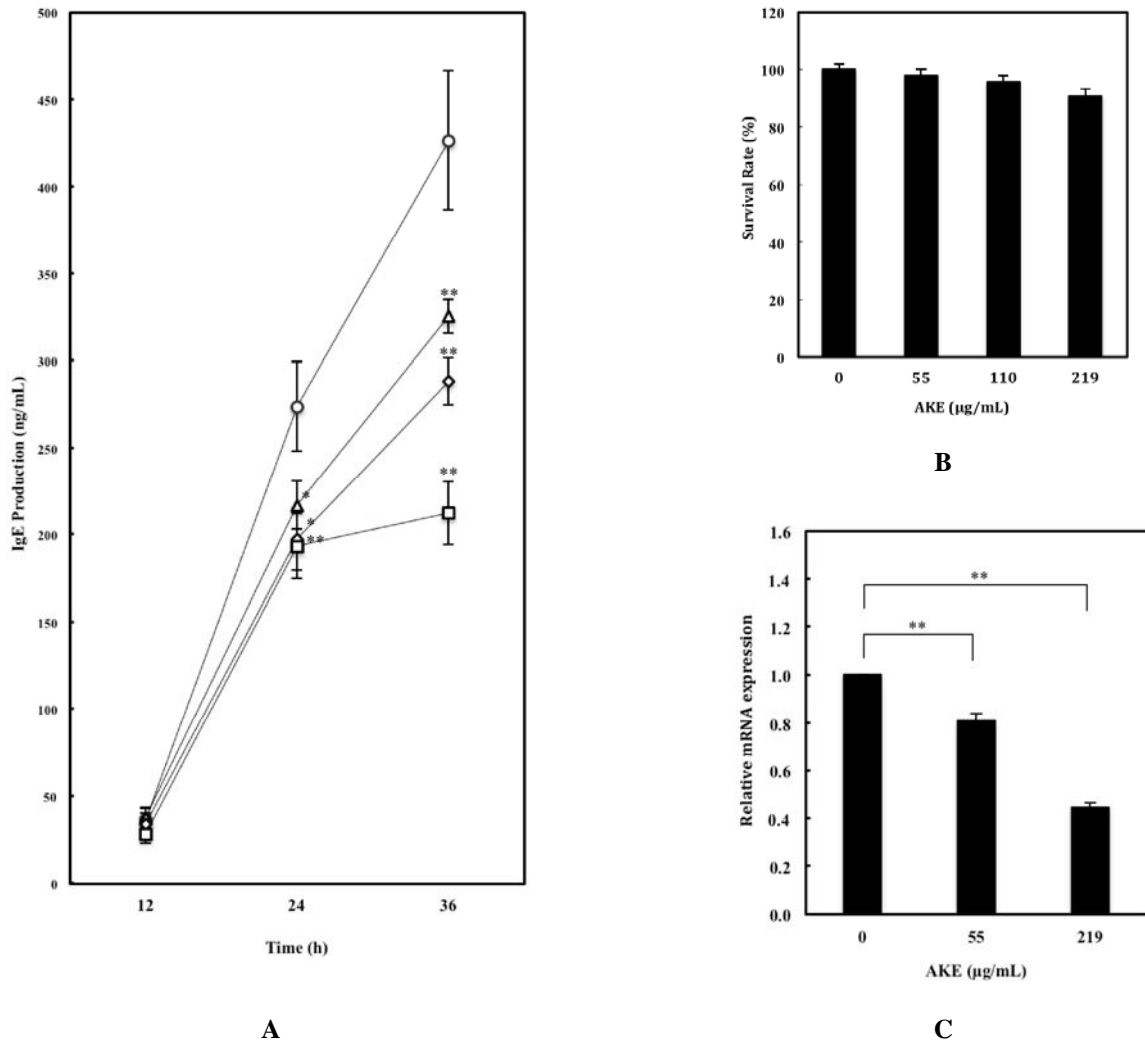 500
450
400
350
300
250
200
150
100
50
0
IgE Production (ng/mL)
**
**
**
*
*
**
12 24 36
Time (h)
A
120
100
80
60
40
20
0
Survival Rate (%)
0 55 110 219
AKE (µg/mL)
B
1.6
1.4
1.2
1.0
0.8
0.6
0.4
0.2
0.0
Relative mRNA expression
**
**
0 55 219
AKE (µg/mL)
C